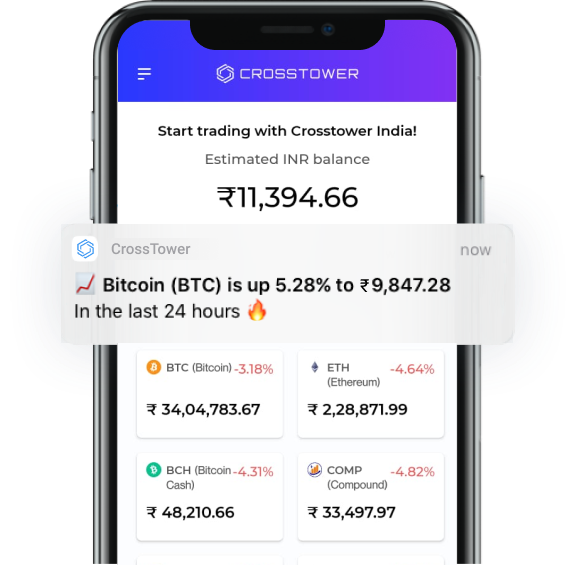 CROSSTOWER
Start trading with Crosstower India!
Estimated INR balance
₹11,394.66
CrossTower now
📈 Bitcoin (BTC) is up 5.28% to ₹9,847.28
In the last 24 hours 🔥
BTC (Bitcoin) -3.18%
₹ 34,04,783.67
ETH -4.64%
(Ethereum)
₹ 2,28,871.99
BCH (Bitcoin -4.31%
Cash)
₹ 48,210.66
COMP -4.82%
(Compound)
₹ 33,497.97